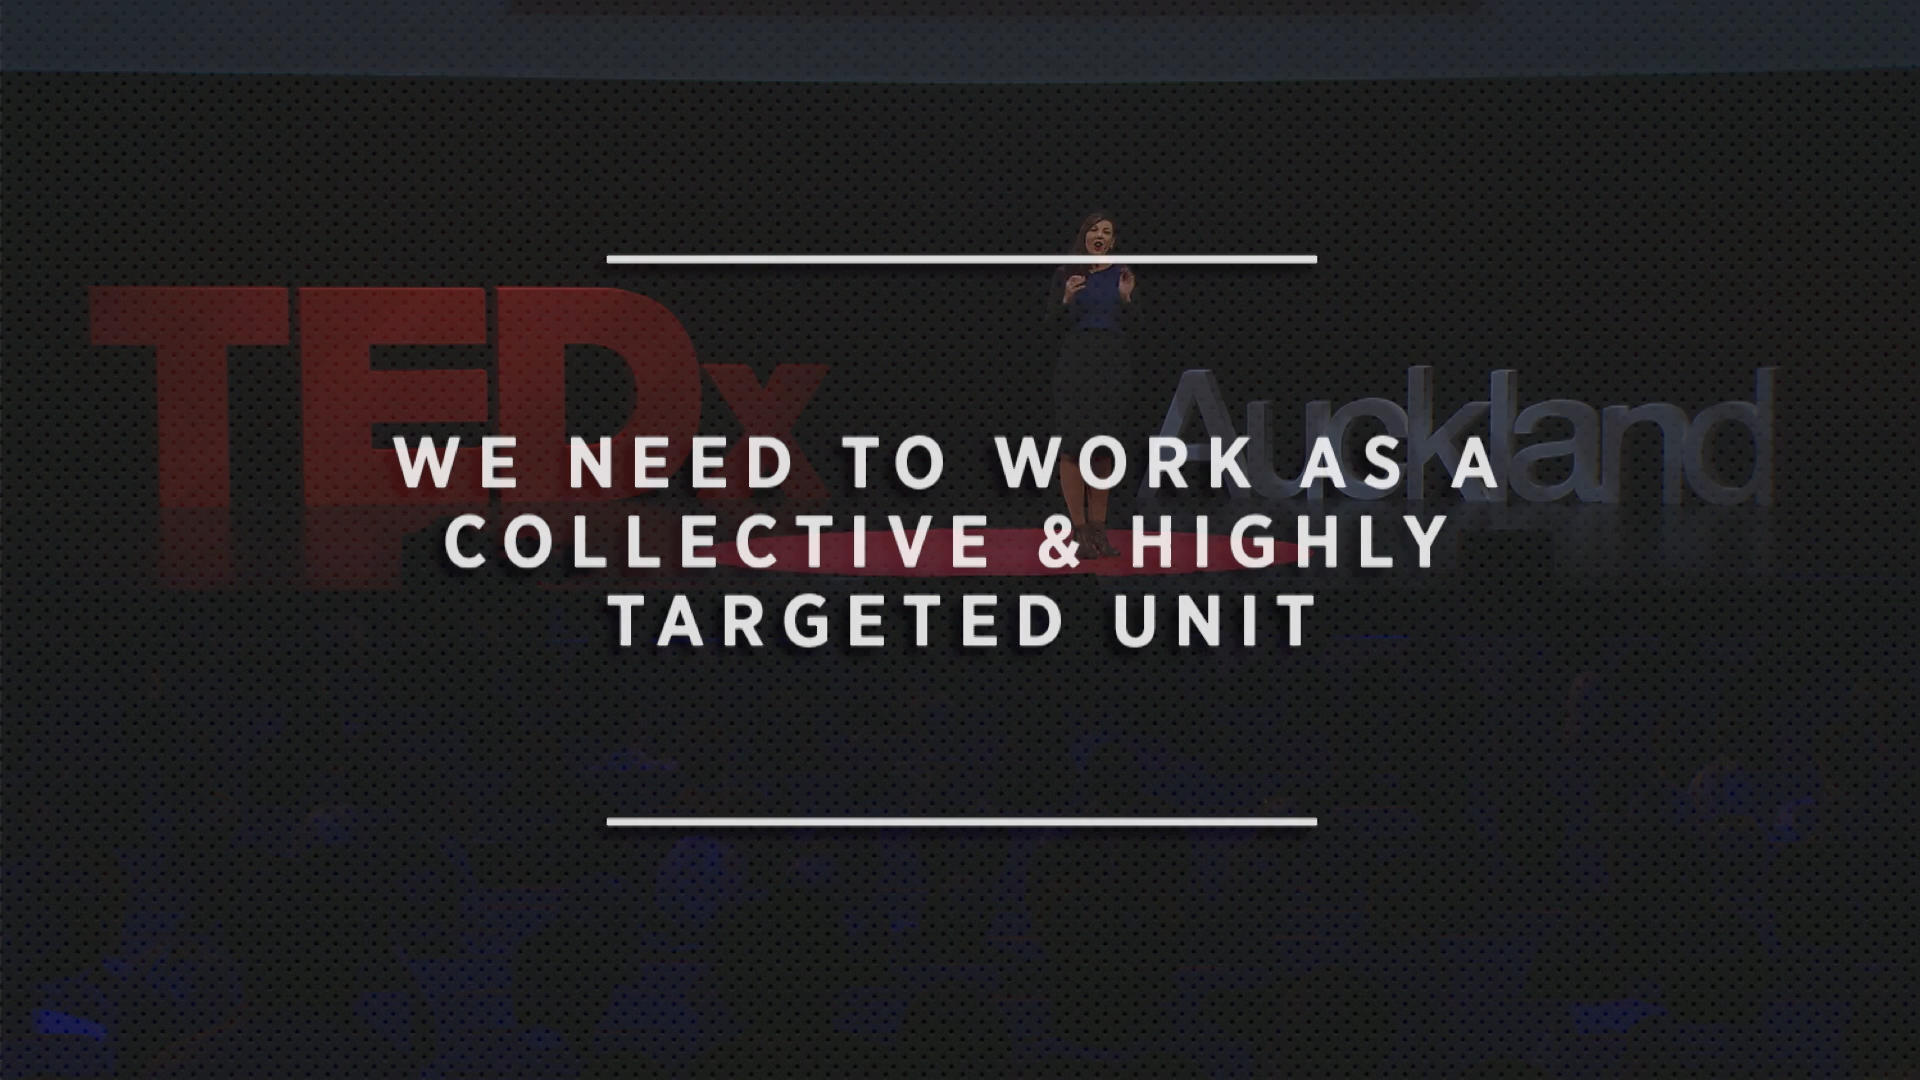 TEDx Auckland
WE NEED TO WORK AS A
COLLECTIVE & HIGHLY
TARGETED UNIT